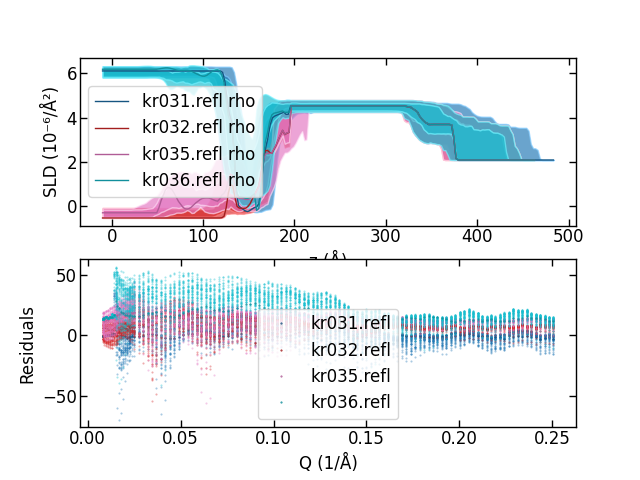 6
4
2
0
SLD (10⁻⁶/Å²)
kr031.refl rho
kr032.refl rho
kr035.refl rho
kr036.refl rho
0 100 200 300 400 500
z (Å)
50
0
−50
Residuals
kr031.refl
kr032.refl
kr035.refl
kr036.refl
0.00 0.05 0.10 0.15 0.20 0.25
Q (1/Å)